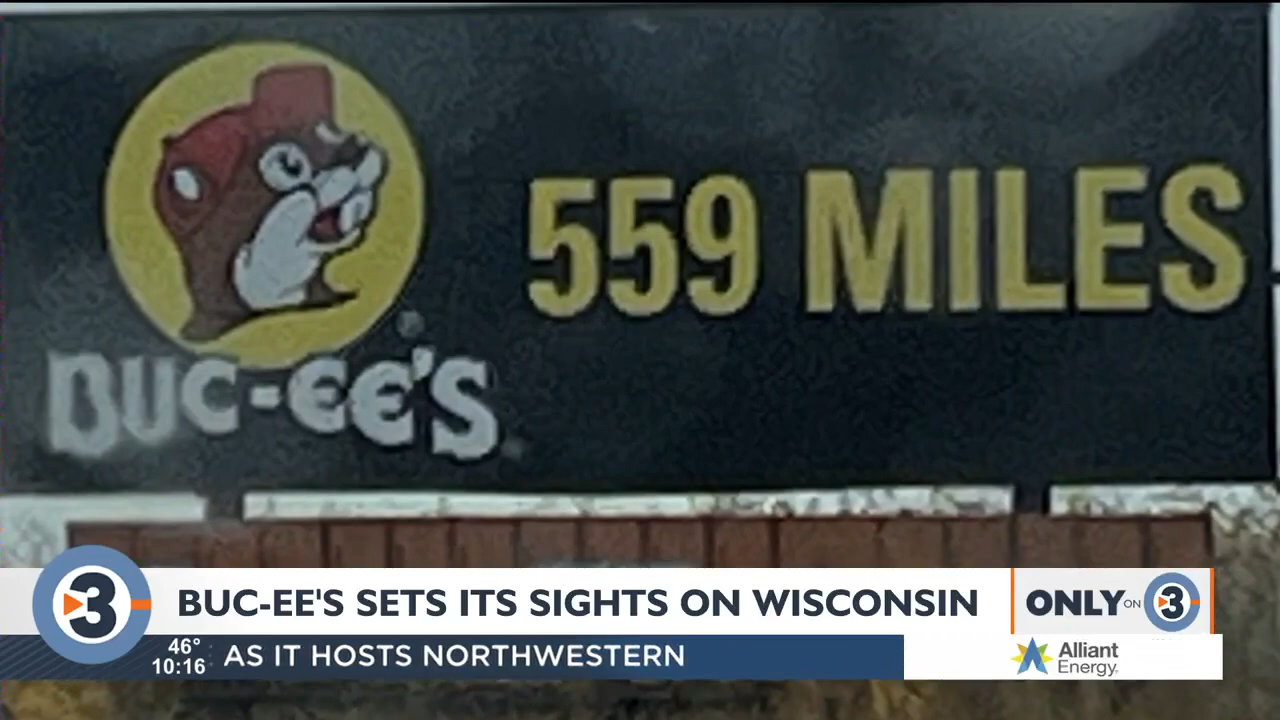 559 MILES
BUC-EE'S
3
BUC-EE'S SETS ITS SIGHTS ON WISCONSIN
ONLY ON 3
46°
10:16
AS IT HOSTS NORTHWESTERN
Alliant
Energy